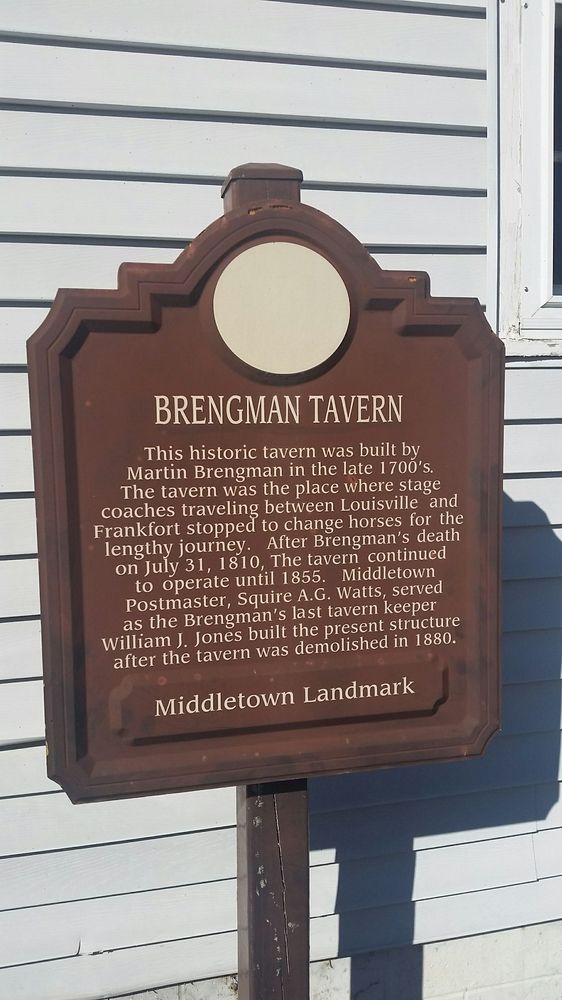 BRENGMAN TAVERN
This historic tavern was built by
Martin Brengman in the late 1700's.
The tavern was the place where stage
coaches traveling between Louisville and
Frankfort stopped to change horses for the
lengthy journey. After Brengman's death
on July 31, 1810, The tavern continued
to operate until 1855. Middletown
Postmaster, Squire A.G. Watts, served
as the Brengman's last tavern keeper
William J. Jones built the present structure
after the tavern was demolished in 1880.
Middletown Landmark